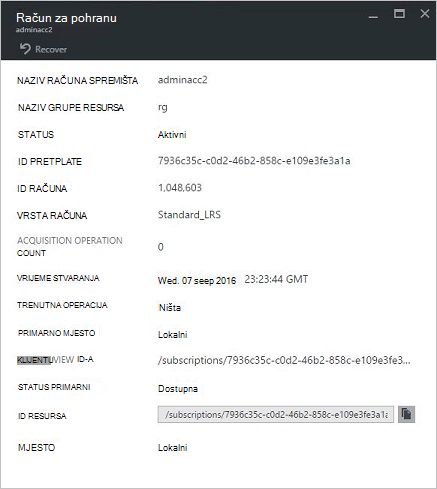 Račun za pohranu
adminacc2
Recover
NAZIV RAČUNA SPREMIŠTA adminacc2
NAZIV GRUPE RESURSA rg
STATUS Aktivni
ID PRETPLATE 7936c35c-c0d2-46b2-858c-e109e3fe3a1a
ID RAČUNA 1,048,603
VRSTA RAČUNA Standard_LRS
ACQUISITION OPERATION
COUNT 0
VRIJEME STVARANJA Wed. 07 seep 2016 23:23:44 GMT
TRENUTNA OPERACIJA Ništa
PRIMARNO MJESTO Lokalni
KLIJENTU VIEW ID-A /subscriptions/7936c35c-c0d2-46b2-858c-e109e3fe...
STATUS PRIMARNI Dostupna
ID RESURSA /subscriptions/7936c35c-c0d2-46b2-858c-e109e3fe3a1a
MJESTO Lokalni